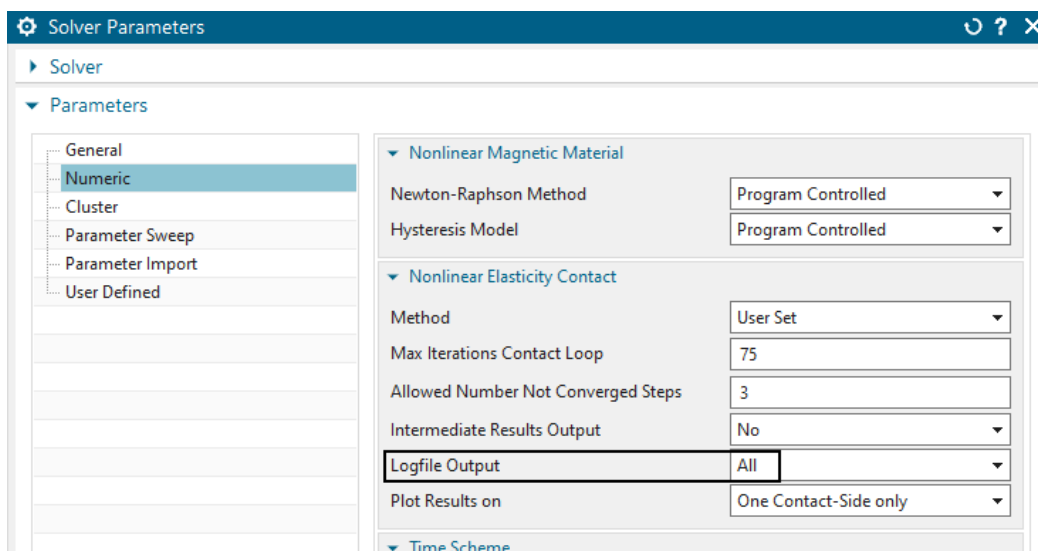 Solver Parameters
Solver
Parameters
General
Numeric
Cluster
Parameter Sweep
Parameter Import
User Defined
Nonlinear Magnetic Material
Newton-Raphson Method Program Controlled
Hysteresis Model Program Controlled
Nonlinear Elasticity Contact
Method User Set
Max Iterations Contact Loop 75
Allowed Number Not Converged Steps 3
Intermediate Results Output No
Logfile Output All
Plot Results on One Contact-Side only
Time Scheme